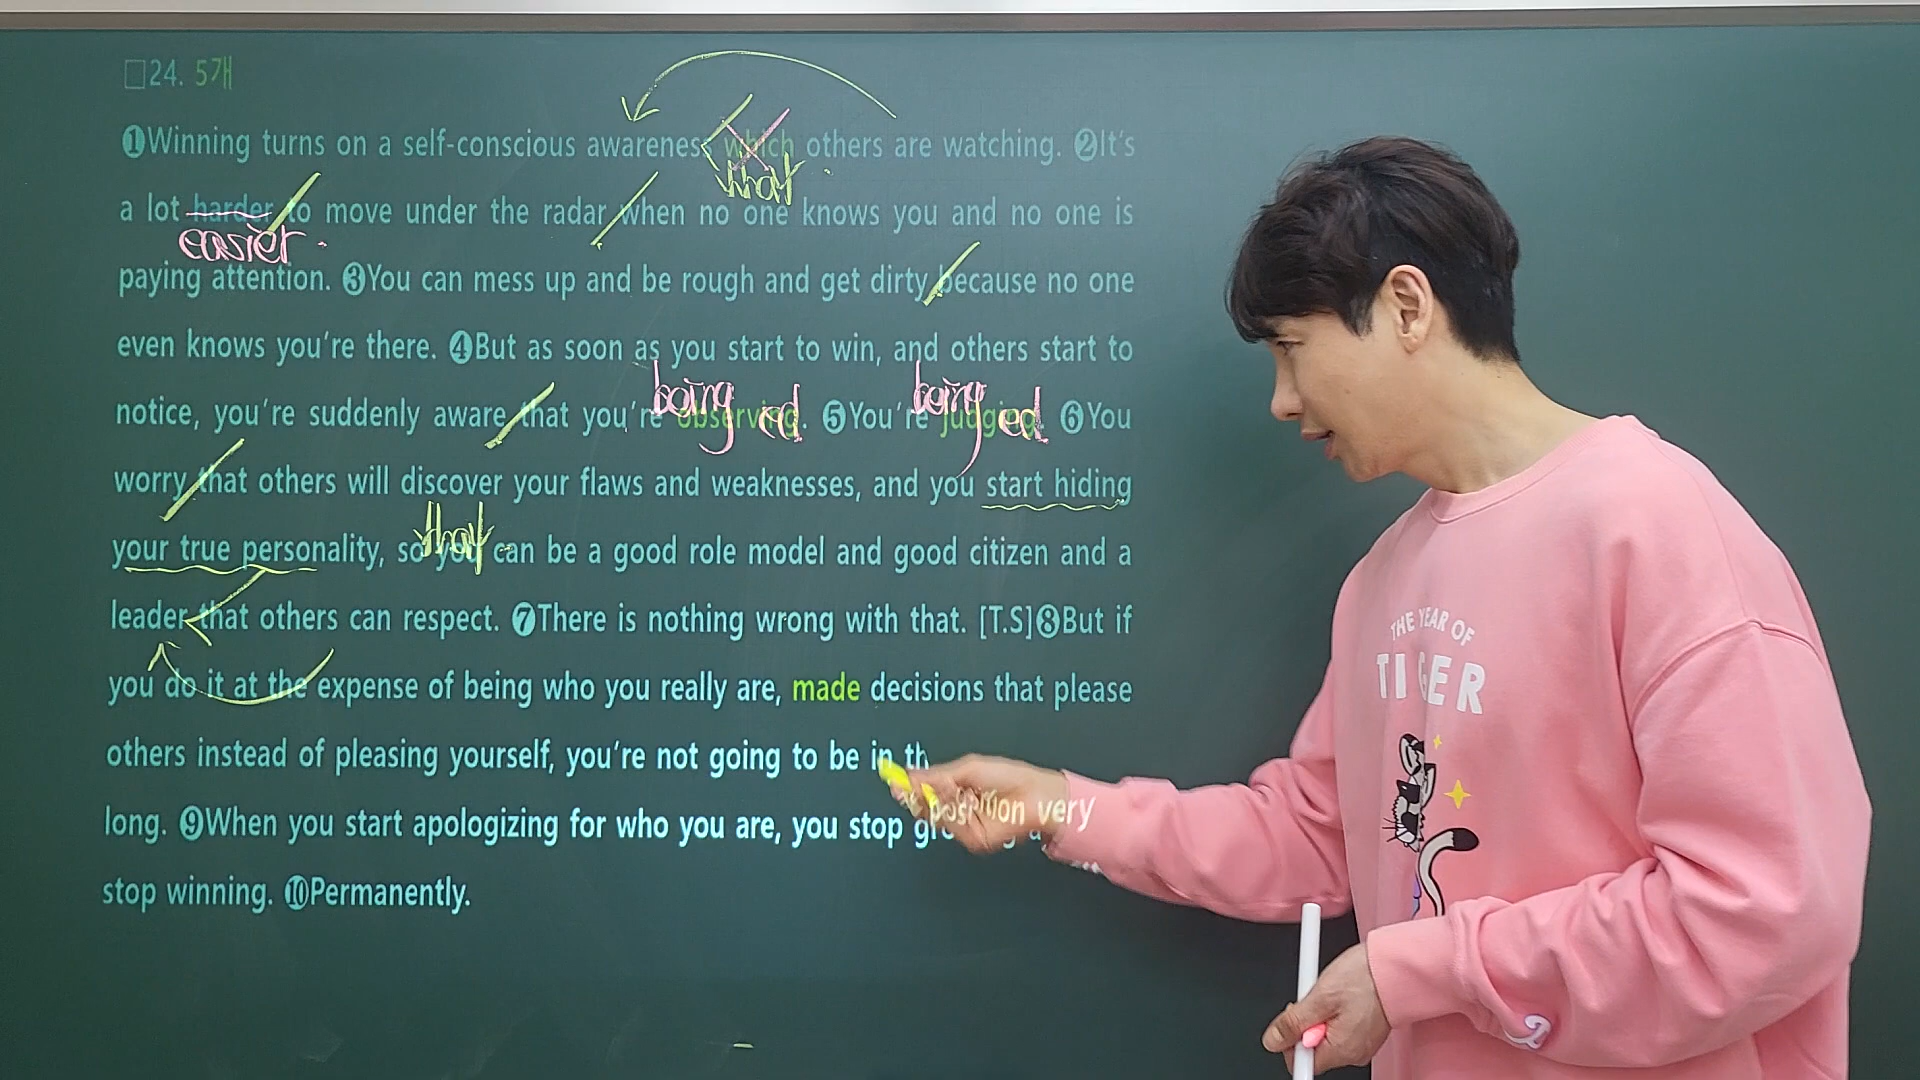 □24. 5개
❶Winning turns on a self-conscious awareness which others are watching. ❷It's
that
a lot harder to move under the radar when no one knows you and no one is
easier
paying attention. ❸You can mess up and be rough and get dirty because no one
even knows you're there. ❹But as soon as you start to win, and others start to
being being
notice, you're suddenly aware that you're observing. ❺You're judging. ❻You
ed ed
worry that others will discover your flaws and weaknesses, and you start hiding
that
your true personality, so you can be a good role model and good citizen and a
leader that others can respect. ❼There is nothing wrong with that. [T.S]❽But if
you do it at the expense of being who you really are, made decisions that please
others instead of pleasing yourself, you're not going to be in
position very
long. ❾When you start apologizing for who you are, you stop
stop winning. ❿Permanently.
THE YEAR OF
TIGER